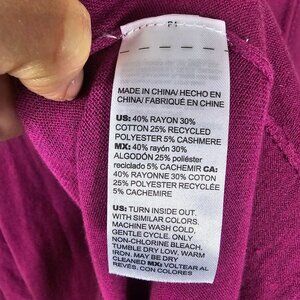 MADE IN CHINA/HECHO EN
CHINA/FABRIQUÉ EN CHINE
US: 40% RAYON 30%
COTTON 25% RECYCLED
POLYESTER 5% CASHMERE
MX: 40% rayón 30%
ALGODÓN 25% poliéster
reciclado 5% CACHEMIR CA:
40% RAYONNE 30% COTON
25% POLYESTER RECYCLÉE
5% CACHEMIRE
US: TURN INSIDE OUT.
WITH SIMILAR COLORS.
MACHINE WASH COLD,
GENTLE CYCLE. ONLY
NON-CHLORINE BLEACH.
TUMBLE DRY LOW, WARM
IRON. MAY BE DRY
CLEANED MX: VOLTEAR AL
REVÉS. CON COLORES